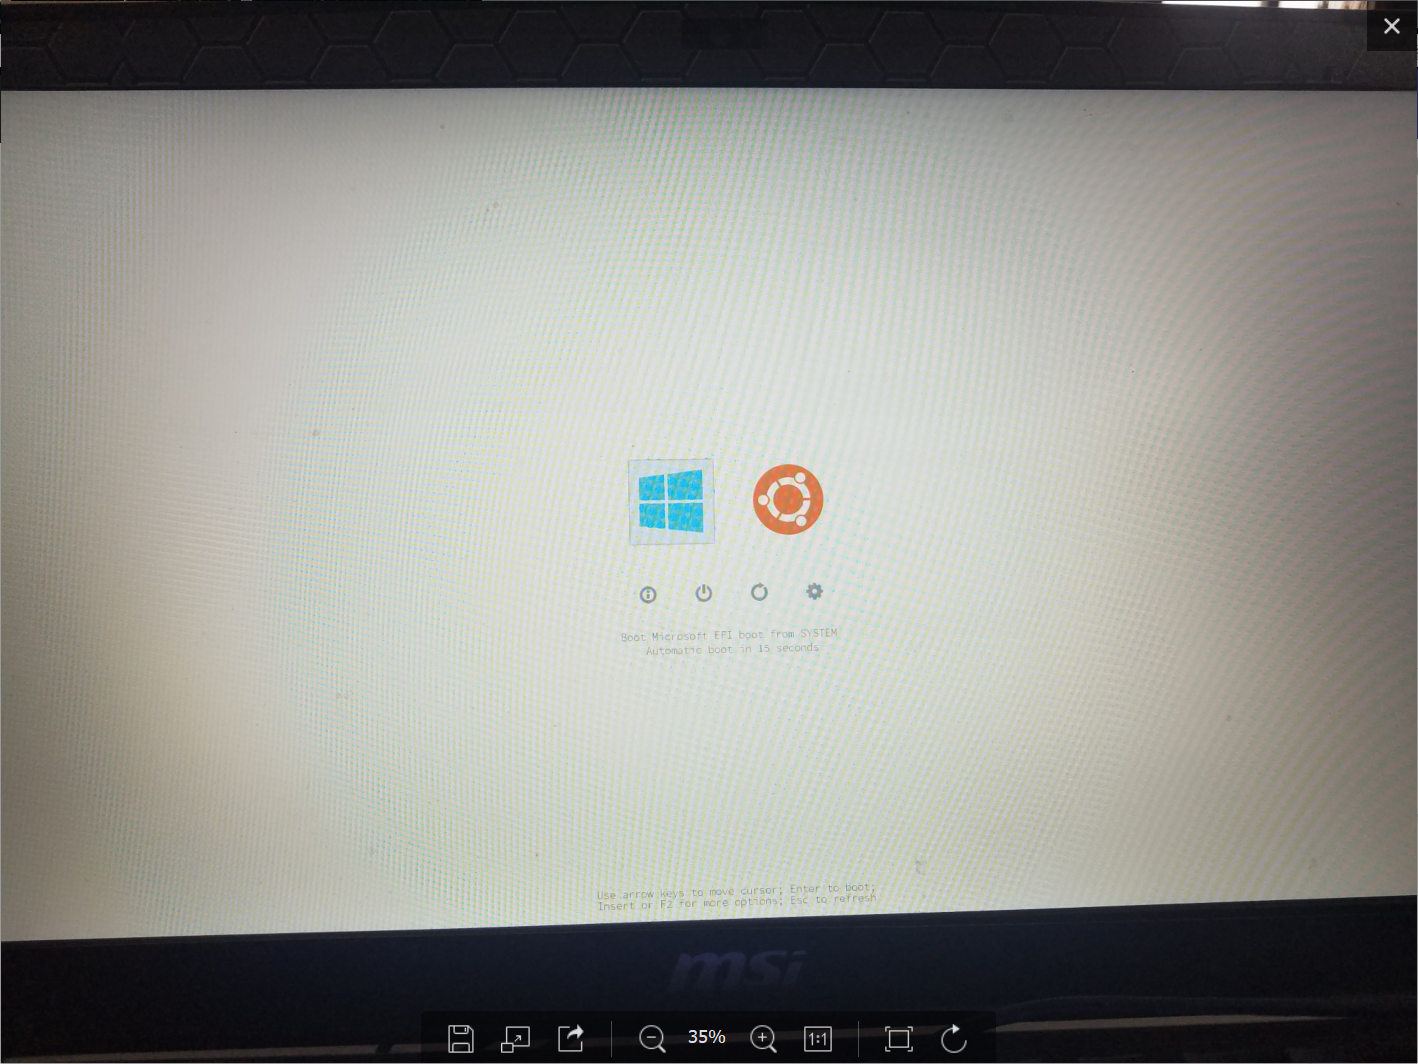 Boot Microsoft EFI boot from SYSTEM
Automatic boot in 15 seconds
Use arrow keys to move cursor; Enter to boot;
Insert or F2 for more options; Esc to refresh
msi
35%
1:1